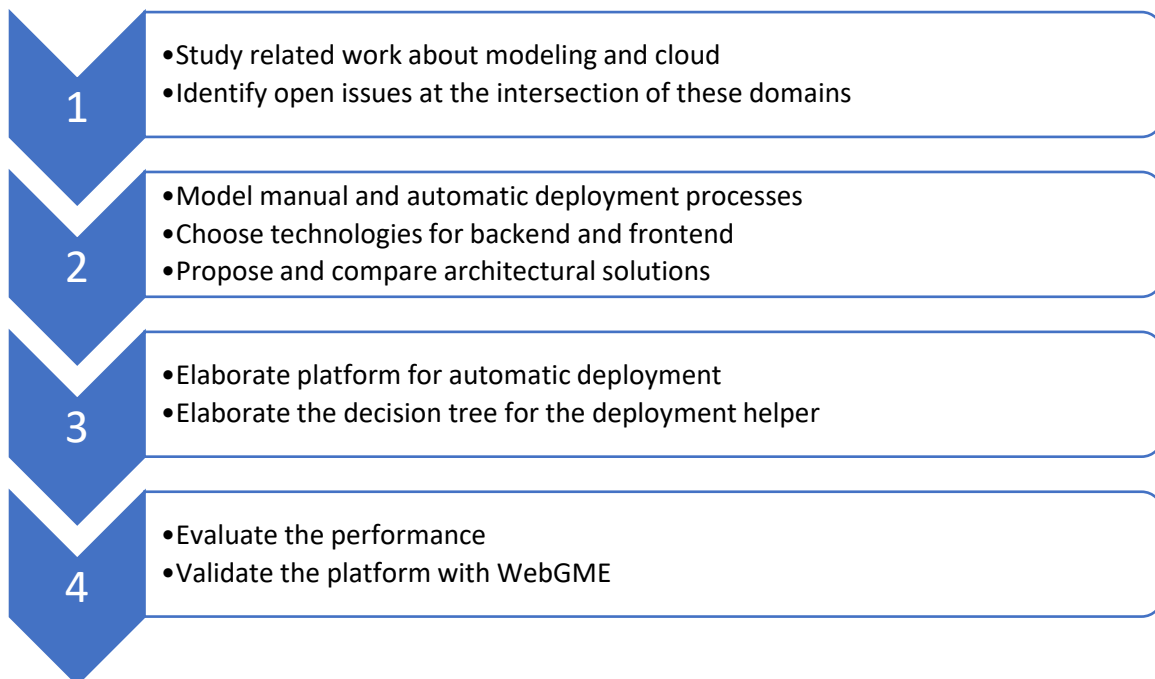 1
•Study related work about modeling and cloud
•Identify open issues at the intersection of these domains
2
•Model manual and automatic deployment processes
•Choose technologies for backend and frontend
•Propose and compare architectural solutions
3
•Elaborate platform for automatic deployment
•Elaborate the decision tree for the deployment helper
4
•Evaluate the performance
•Validate the platform with WebGME